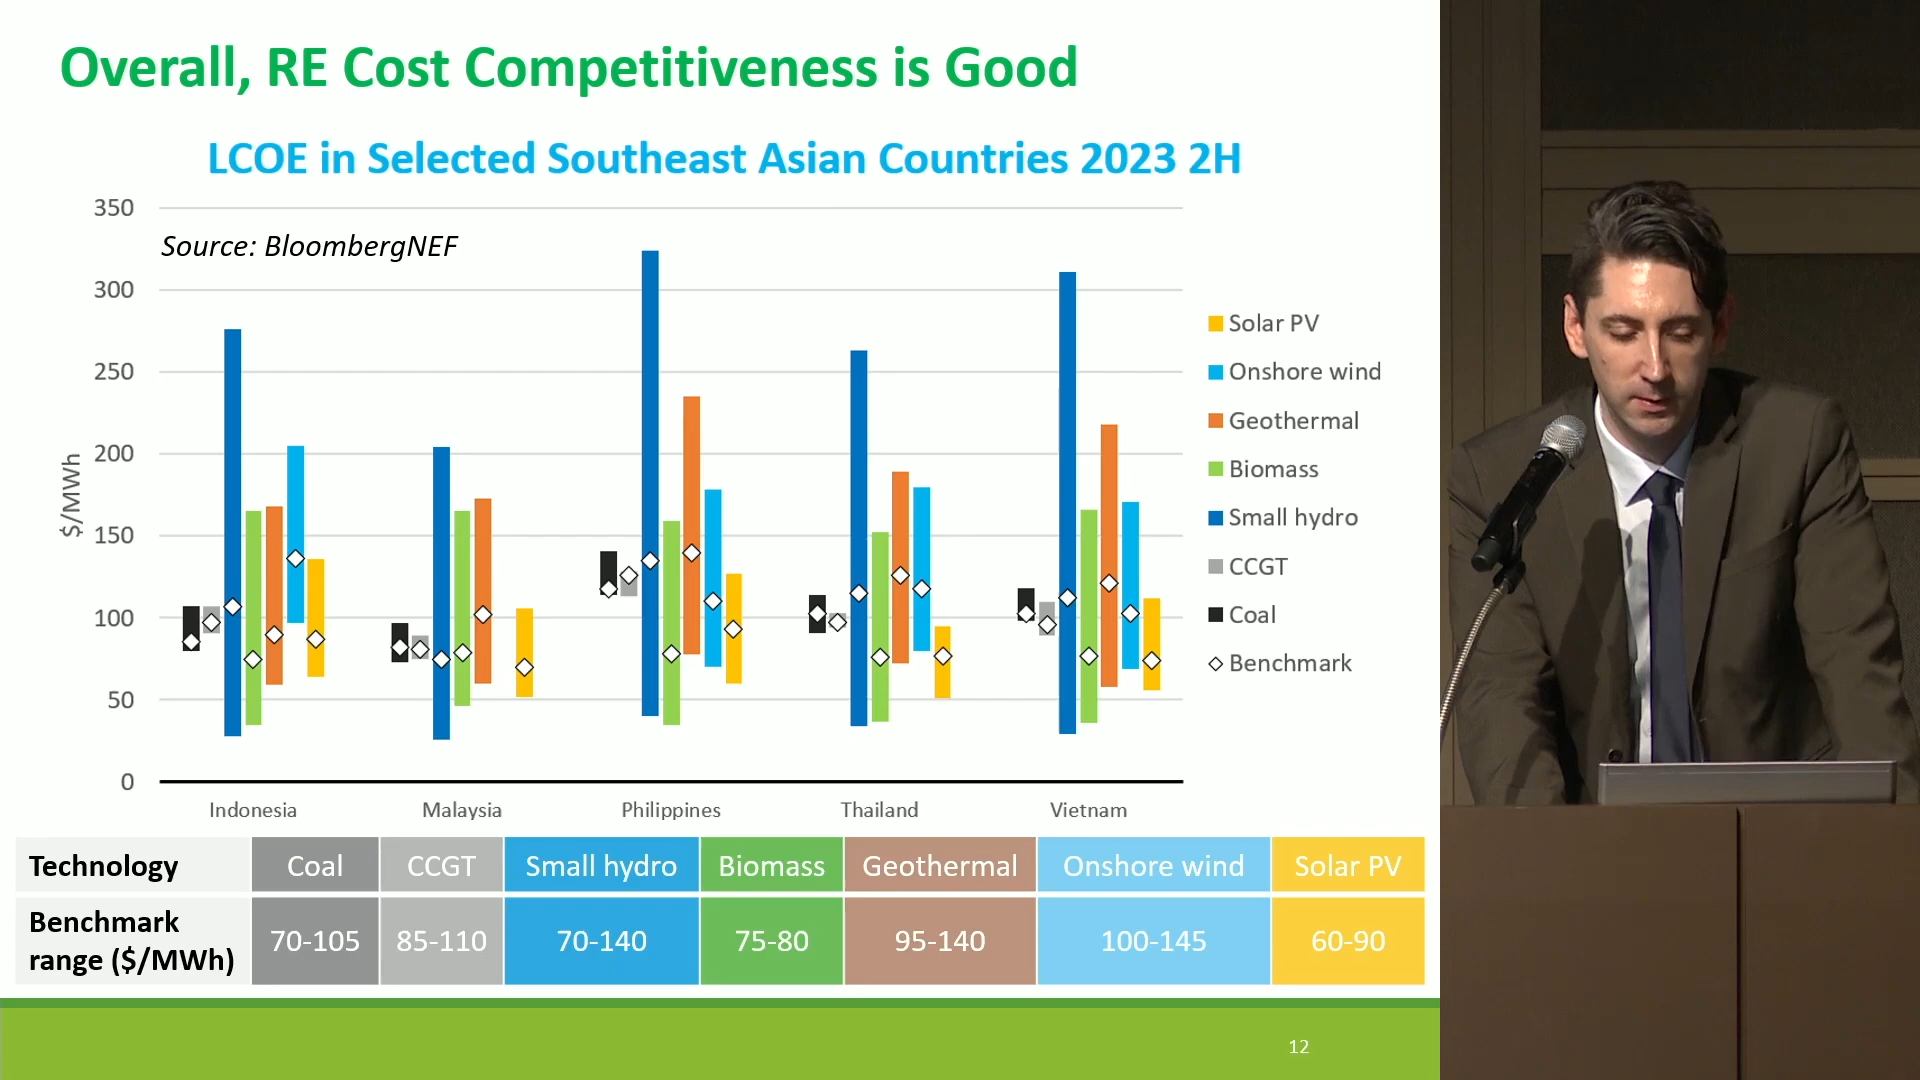 Overall, RE Cost Competitiveness is Good
LCOE in Selected Southeast Asian Countries 2023 2H
Source: BloombergNEF
$/MWh
350
300
250
200
150
100
50
0
Indonesia Malaysia Philippines Thailand Vietnam
Solar PV
Onshore wind
Geothermal
Biomass
Small hydro
CCGT
Coal
Benchmark
Technology Coal CCGT Small hydro Biomass Geothermal Onshore wind Solar PV
Benchmark
range ($/MWh) 70-105 85-110 70-140 75-80 95-140 100-145 60-90
12